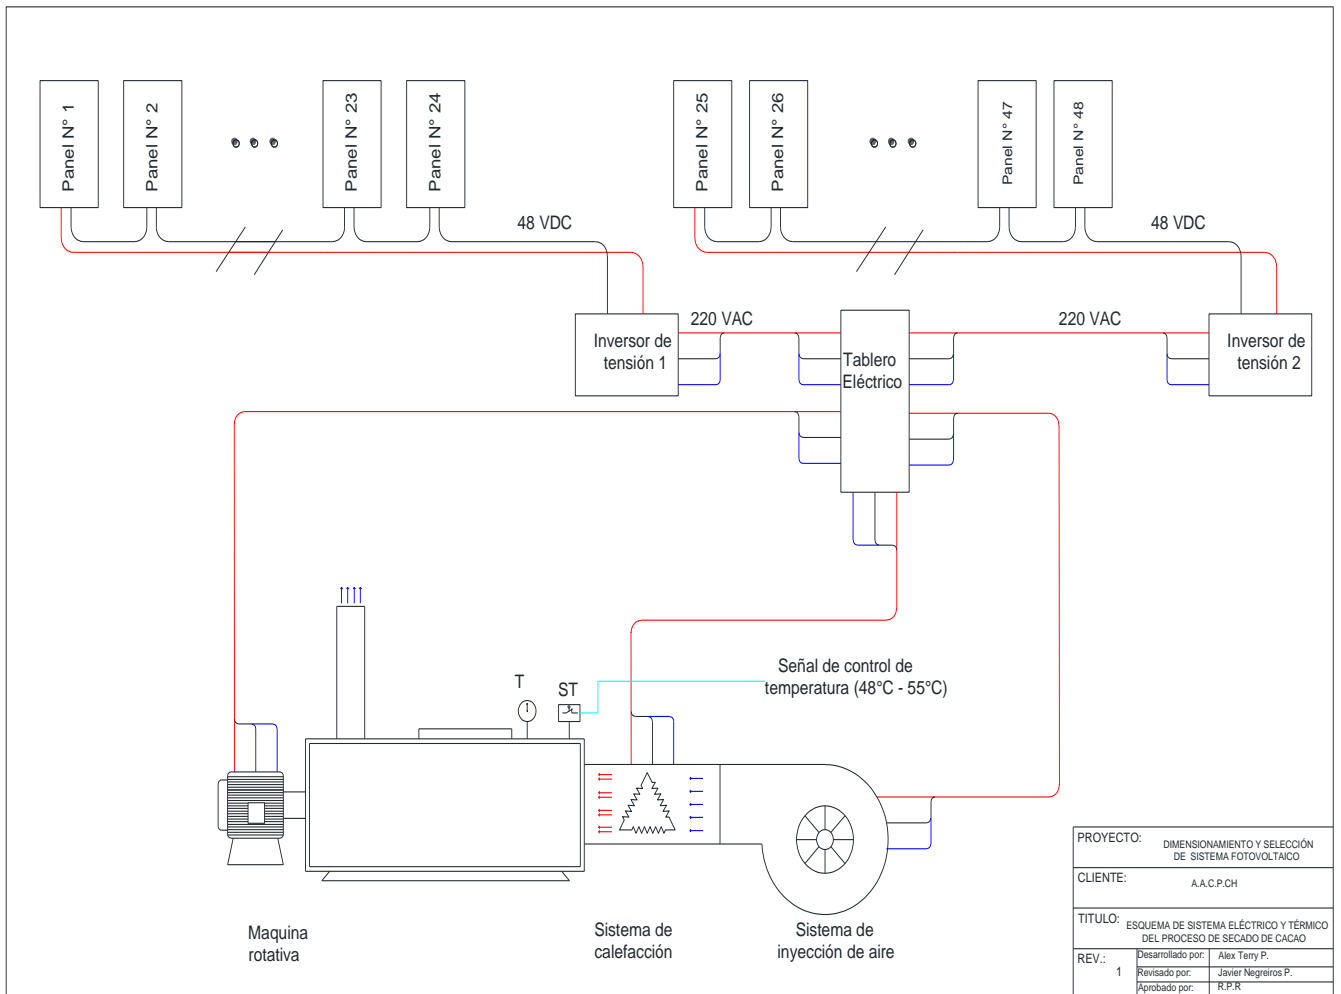 Panel N° 1
Panel N° 2
Panel N° 23
Panel N° 24
Panel N° 25
Panel N° 26
Panel N° 47
Panel N° 48
48 VDC
48 VDC
Inversor de
tensión 1
220 VAC
Tablero
Eléctrico
220 VAC
Inversor de
tensión 2
Señal de control de
temperatura (48°C - 55°C)
T
ST
Maquina
rotativa
Sistema de
calefacción
Sistema de
inyección de aire
PROYECTO: DIMENSIONAMIENTO Y SELECCIÓN
DE SISTEMA FOTOVOLTAICO
CLIENTE: A.A.C.P.CH
TITULO: ESQUEMA DE SISTEMA ELÉCTRICO Y TÉRMICO
DEL PROCESO DE SECADO DE CACAO
REV.: 1
Desarrollado por: Alex Terry P.
Revisado por: Javier Negreiros P.
Aprobado por: R.P.R